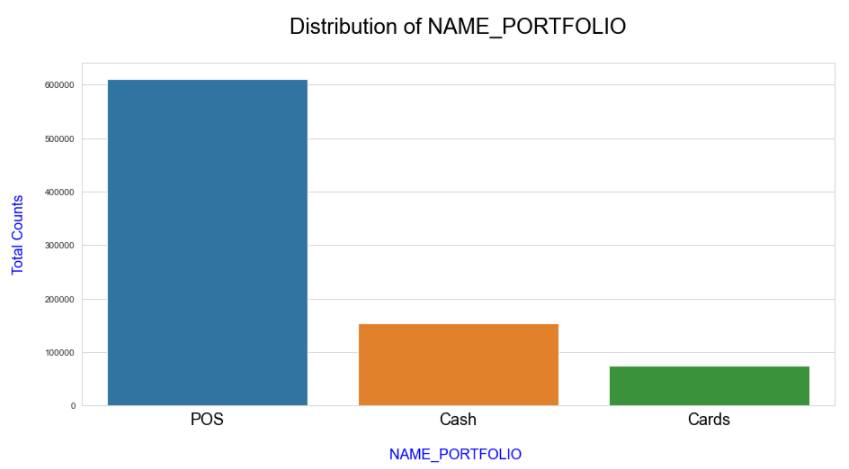 Distribution of NAME_PORTFOLIO
600000
500000
400000
300000
200000
100000
0
Total Counts
POS Cash Cards
NAME_PORTFOLIO